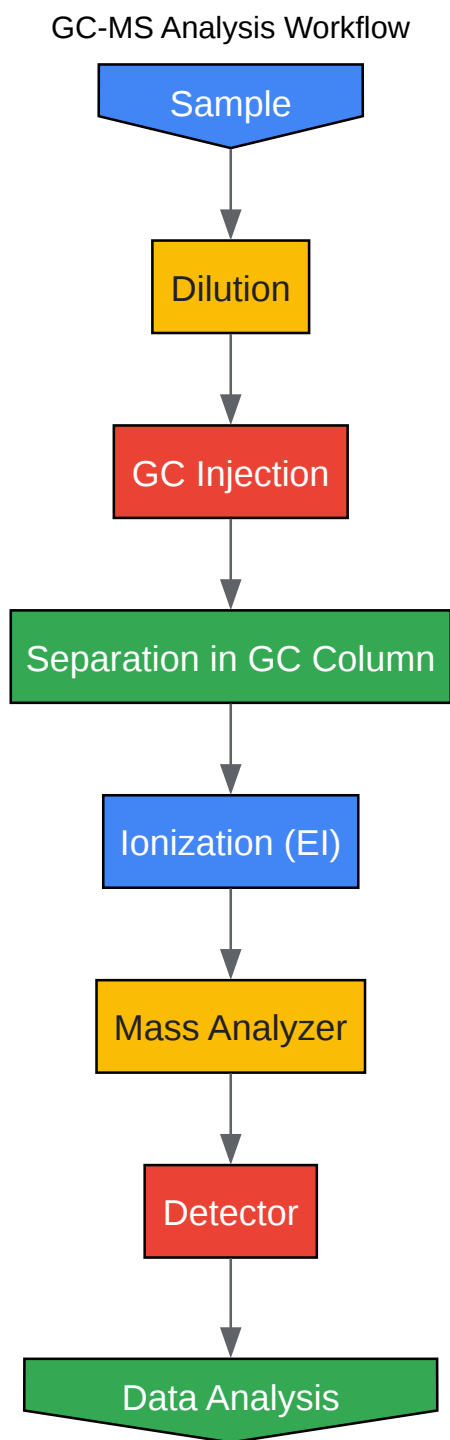 GC-MS Analysis Workflow
Sample
Dilution
GC Injection
Separation in GC Column
Ionization (EI)
Mass Analyzer
Detector
Data Analysis